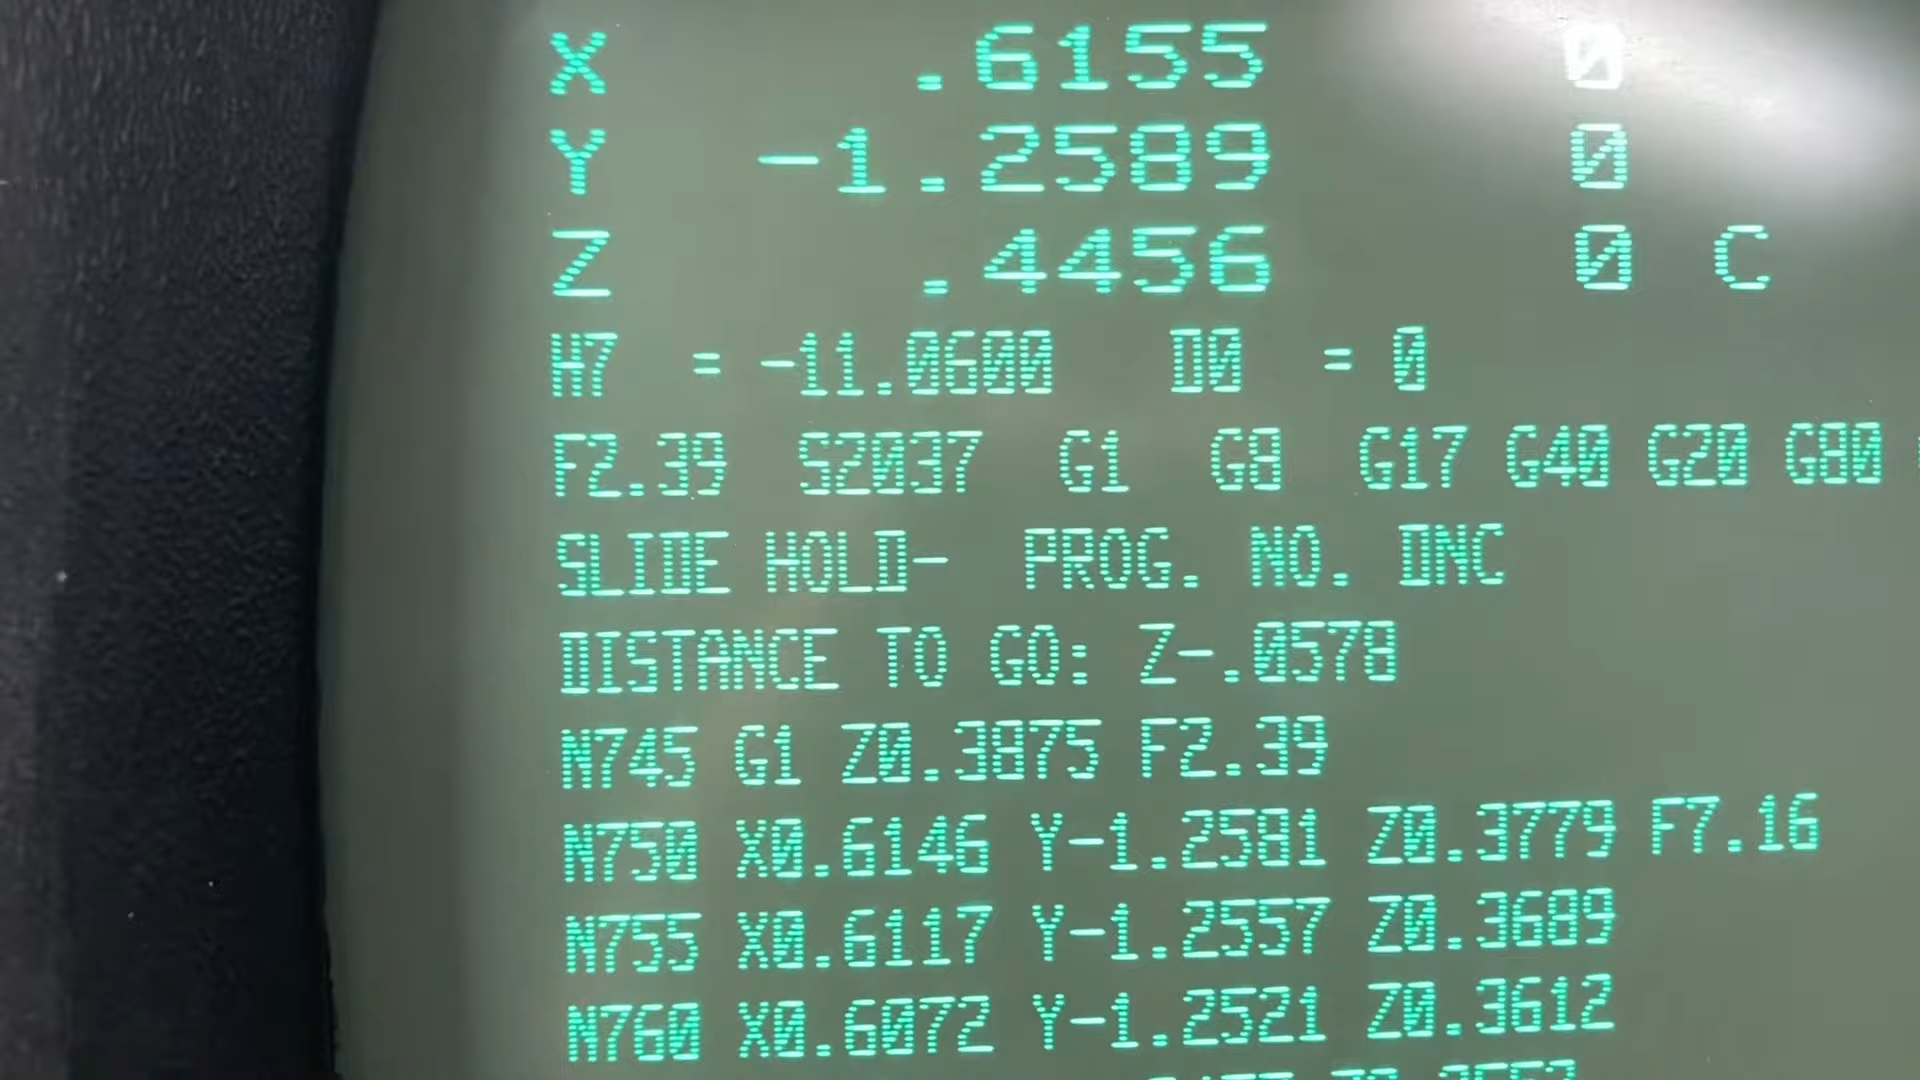 X .6155 0
Y -1.2589 0
Z .4456 0 C
H7 = -11.0600 D0 = 0
F2.39 S2037 G1 G8 G17 G40 G20 G80
SLIDE HOLD- PROG. NO. DNC
DISTANCE TO GO: Z-.0578
N745 G1 Z0.3875 F2.39
N750 X0.6146 Y-1.2581 Z0.3779 F7.16
N755 X0.6117 Y-1.2557 Z0.3689
N760 X0.6072 Y-1.2521 Z0.3612